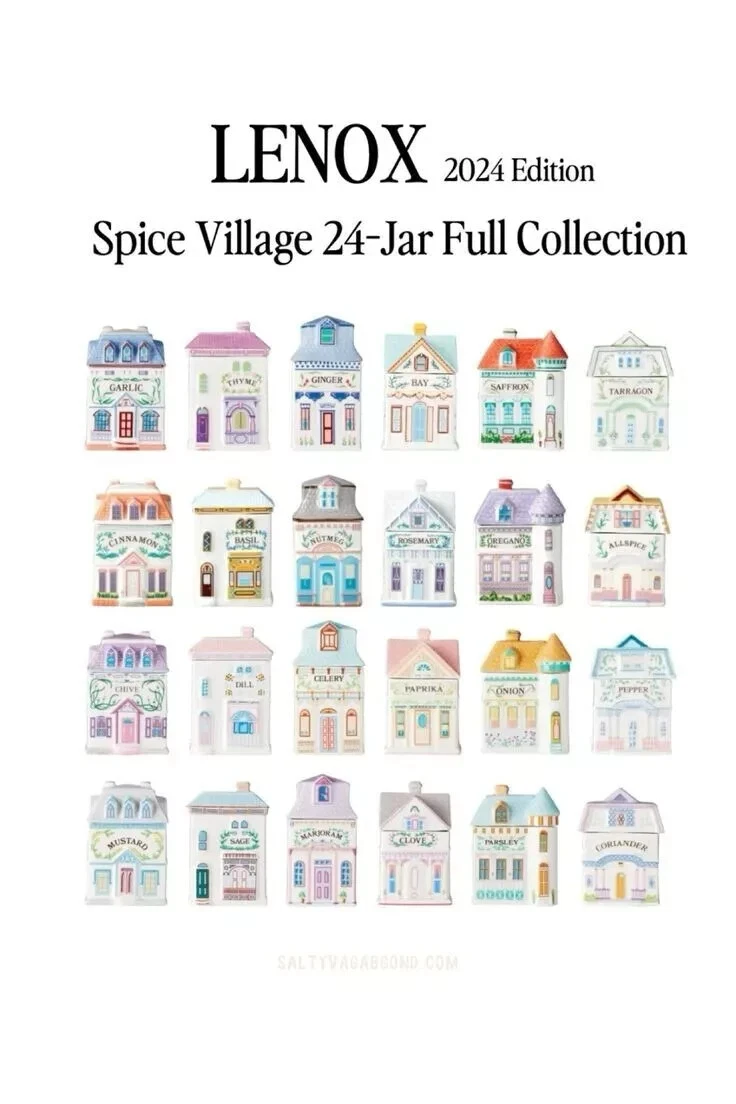 LENOX 2024 Edition
Spice Village 24-Jar Full Collection
GARLIC
THYME
GINGER
BAY
SAFFRON
TARRAGON
CINNAMON
BASIL
NUTMEG
ROSEMARY
OREGANO
ALLSPICE
CHIVE
DILL
CELERY
PAPRIKA
ONION
PEPPER
MUSTARD
SAGE
MARJORAM
CLOVE
PARSLEY
CORIANDER
SALTYVAGABOND.COM